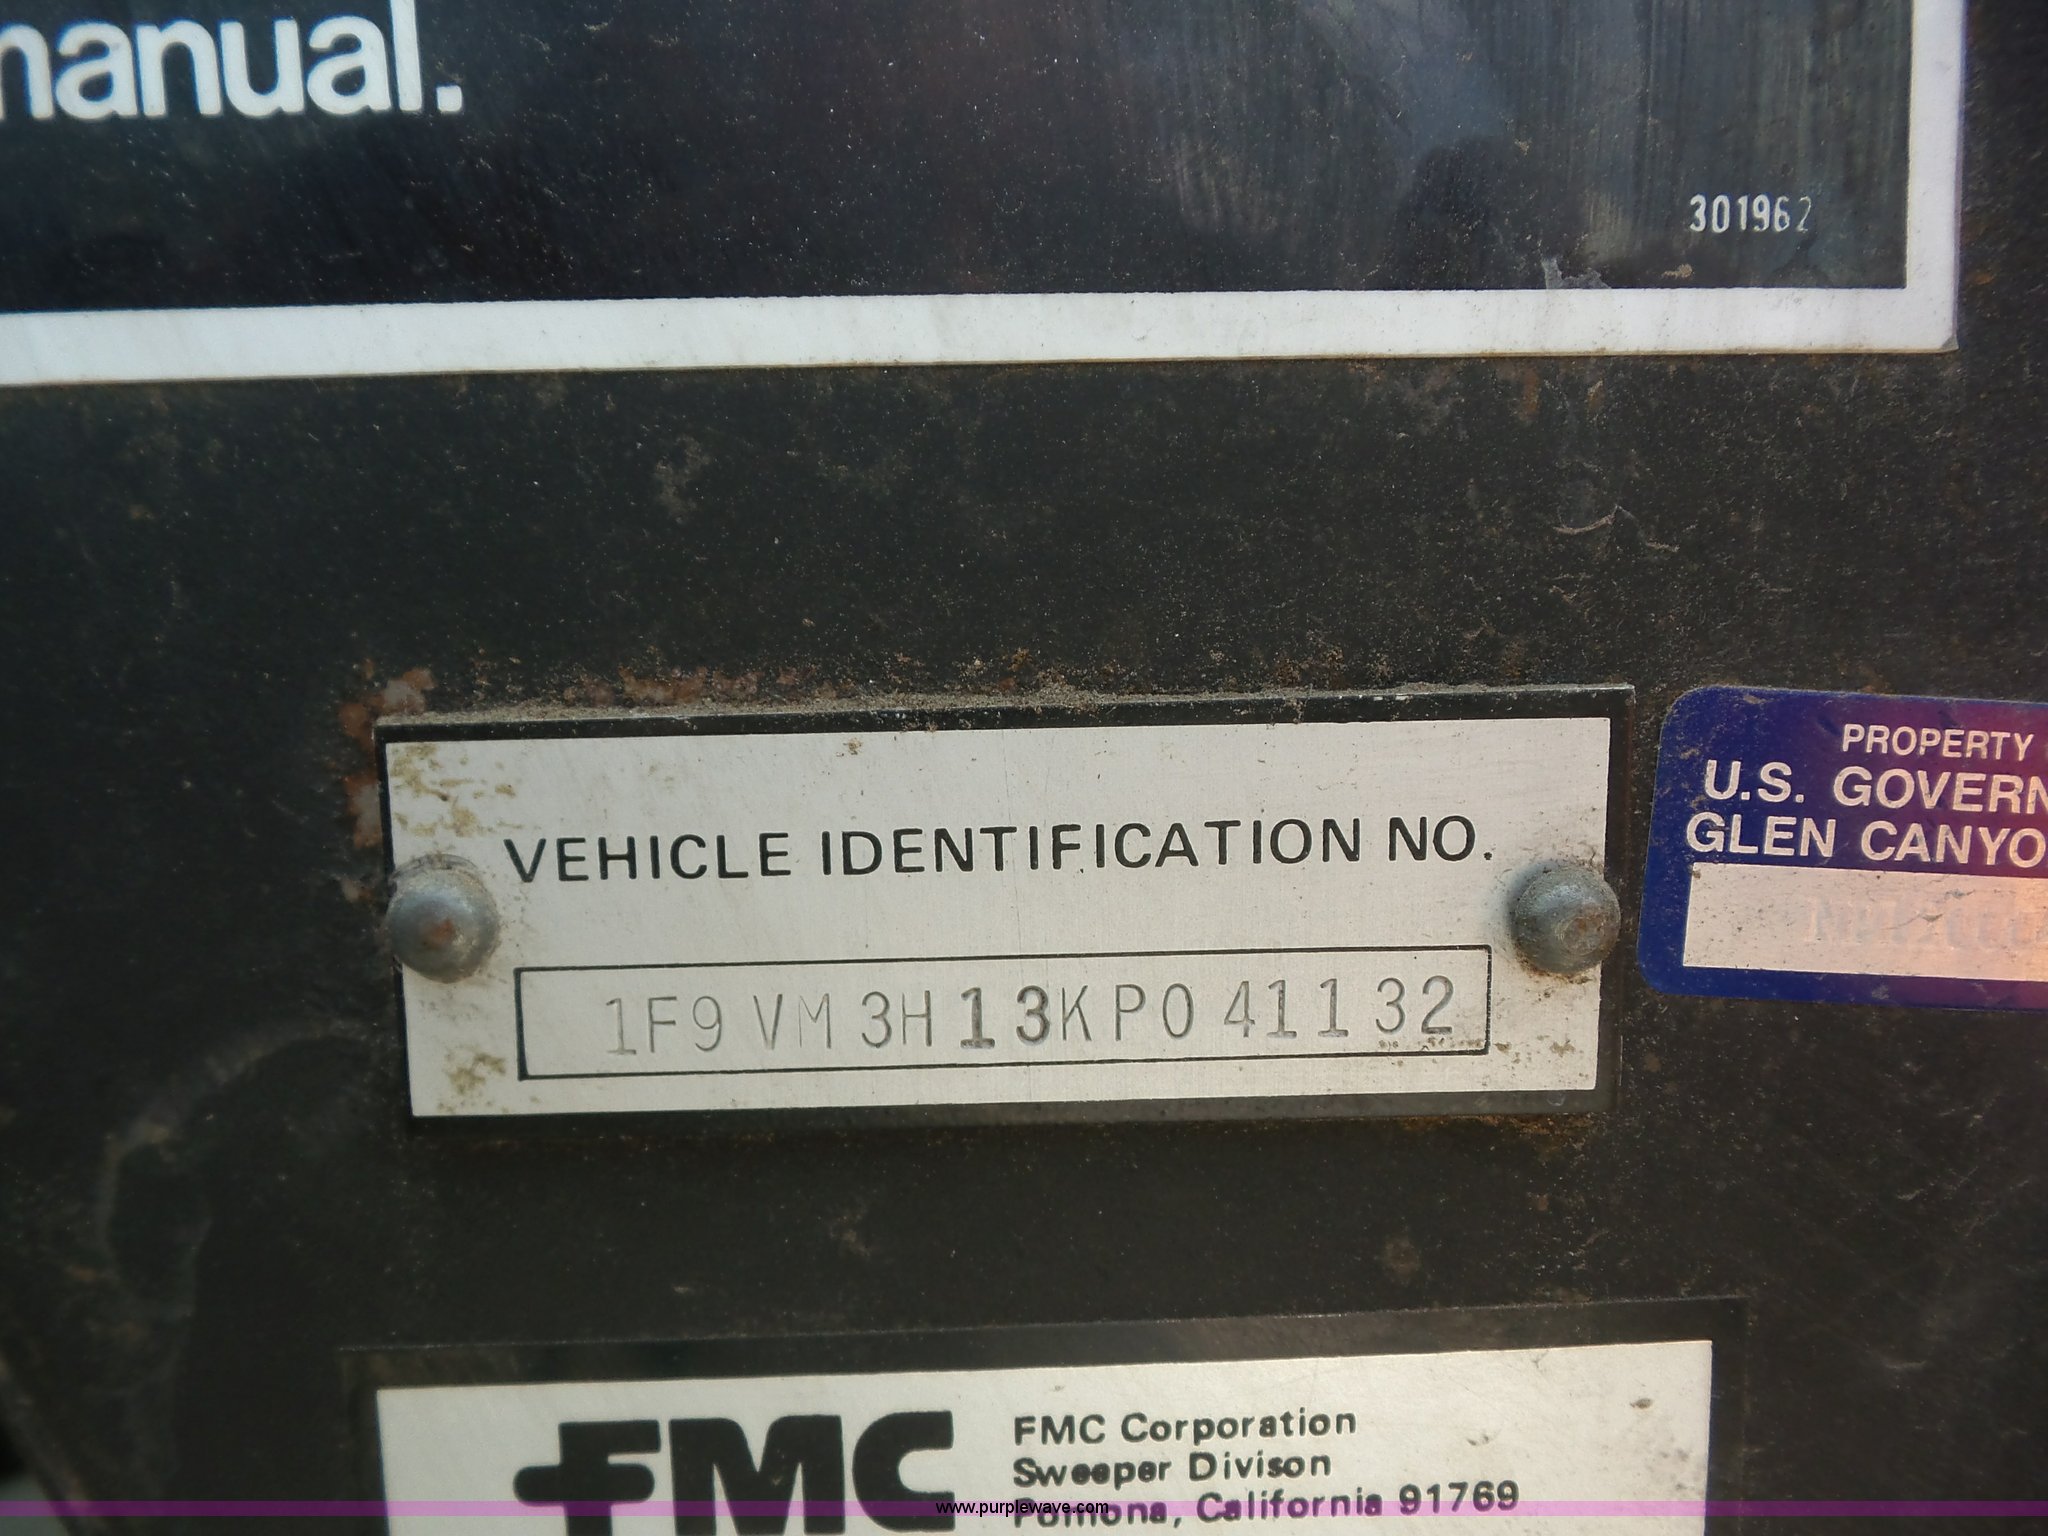 manual.
301962
VEHICLE IDENTIFICATION NO.
1F9VM3H13KP041132
PROPERTY
U.S. GOVERN
GLEN CANYO
FMC
FMC Corporation
Sweeper Divison
Pomona, California 91769
www.purplewave.com